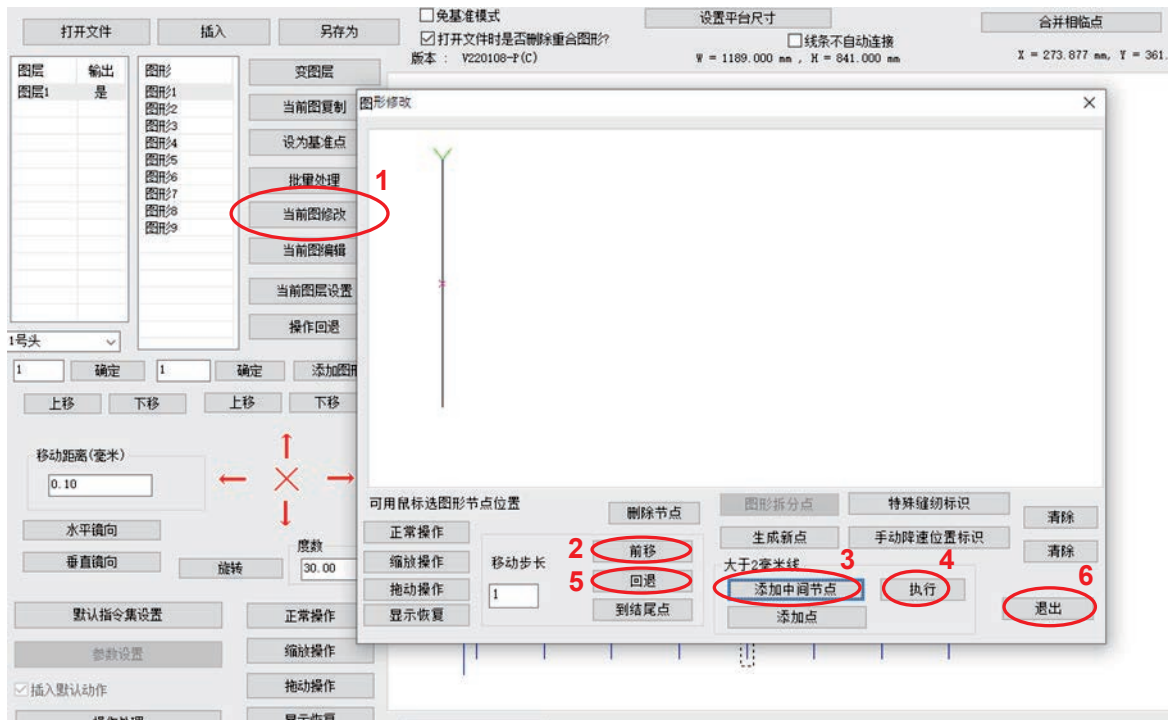 打开文件
插入
另存为
免基准模式
打开文件时是否删除重合图形?
版本 : V220108-P(C)
设置平台尺寸
线条不自动连接
W = 1189.000 mm , H = 841.000 mm
合并相临点
X = 273.877 mm, Y = 361.
图层 输出
图层1 是
图形
图形1
图形2
图形3
图形4
图形5
图形6
图形7
图形8
图形9
变图层
当前图复制
设为基准点
批量处理
当前图修改
当前图编辑
当前图层设置
操作回退
1
1号头
1 确定 1 确定 添加图形
上移 下移 上移 下移
移动距离(毫米)
0.10
水平镜向
垂直镜向
旋转
度数
30.00
默认指令集设置
参数设置
插入默认动作
正常操作
缩放操作
拖动操作
图形修改
可用鼠标选图形节点位置
正常操作
缩放操作
拖动操作
显示恢复
移动步长
1
删除节点
2 前移
5 回退
到结尾点
图形拆分点
生成新点
大于2毫米线
3
添加中间节点
添加点
特殊缝纫标识
手动降速位置标识
4
执行
清除
清除
6
退出